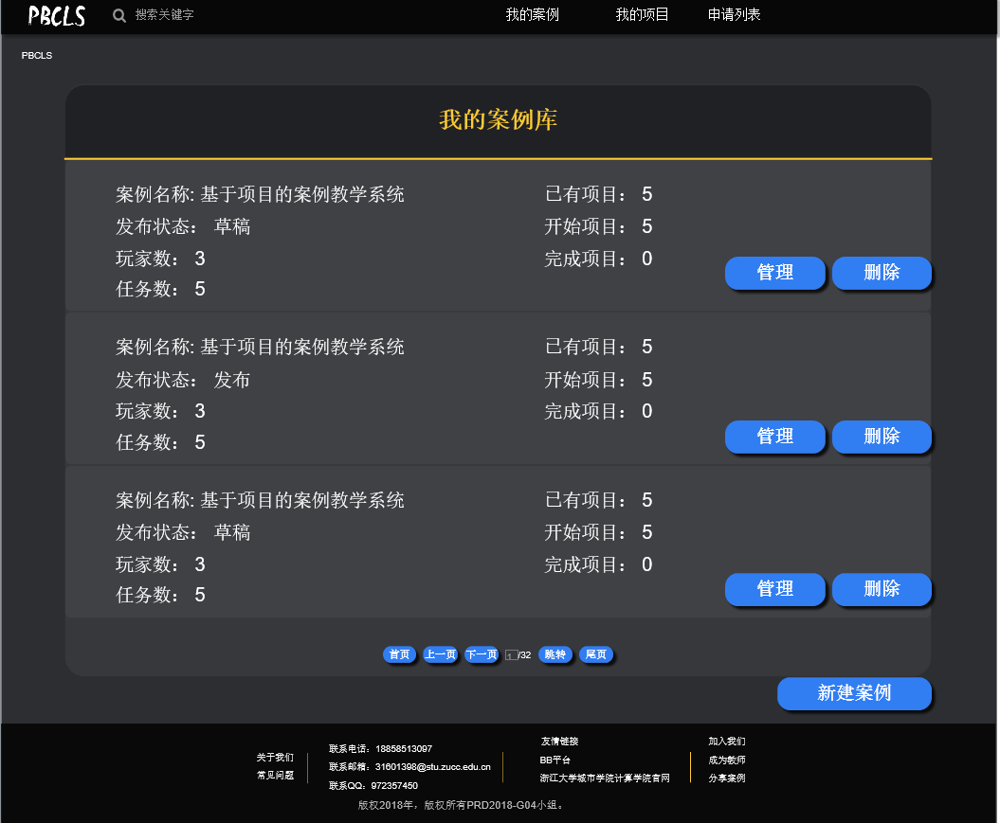 PBCLS 搜索关键字 我的案例 我的项目 申请列表
PBCLS
我的案例库
案例名称: 基于项目的案例教学系统 已有项目： 5
发布状态： 草稿 开始项目： 5
玩家数： 3 完成项目： 0
管理 删除
任务数： 5
案例名称: 基于项目的案例教学系统 已有项目： 5
发布状态： 发布 开始项目： 5
玩家数： 3 完成项目： 0
管理 删除
任务数： 5
案例名称: 基于项目的案例教学系统 已有项目： 5
发布状态： 草稿 开始项目： 5
玩家数： 3 完成项目： 0
管理 删除
任务数： 5
首页 上一页 下一页 1/32 跳转 尾页
新建案例
关于我们
常见问题
联系电话：18858513097
联系邮箱：31601398@stu.zucc.edu.cn
联系QQ：972357450
友情链接
BB平台
浙江大学城市学院计算学院官网
加入我们
成为教师
分享案例
版权2018年，版权所有PRD2018-G04小组。